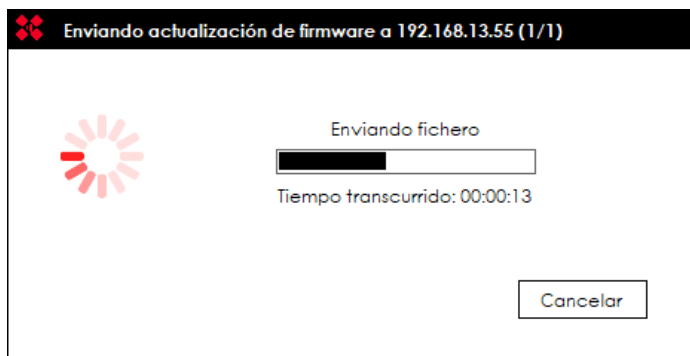 Enviando actualización de firmware a 192.168.13.55 (1/1)
Enviando fichero
Tiempo transcurrido: 00:00:13
Cancelar